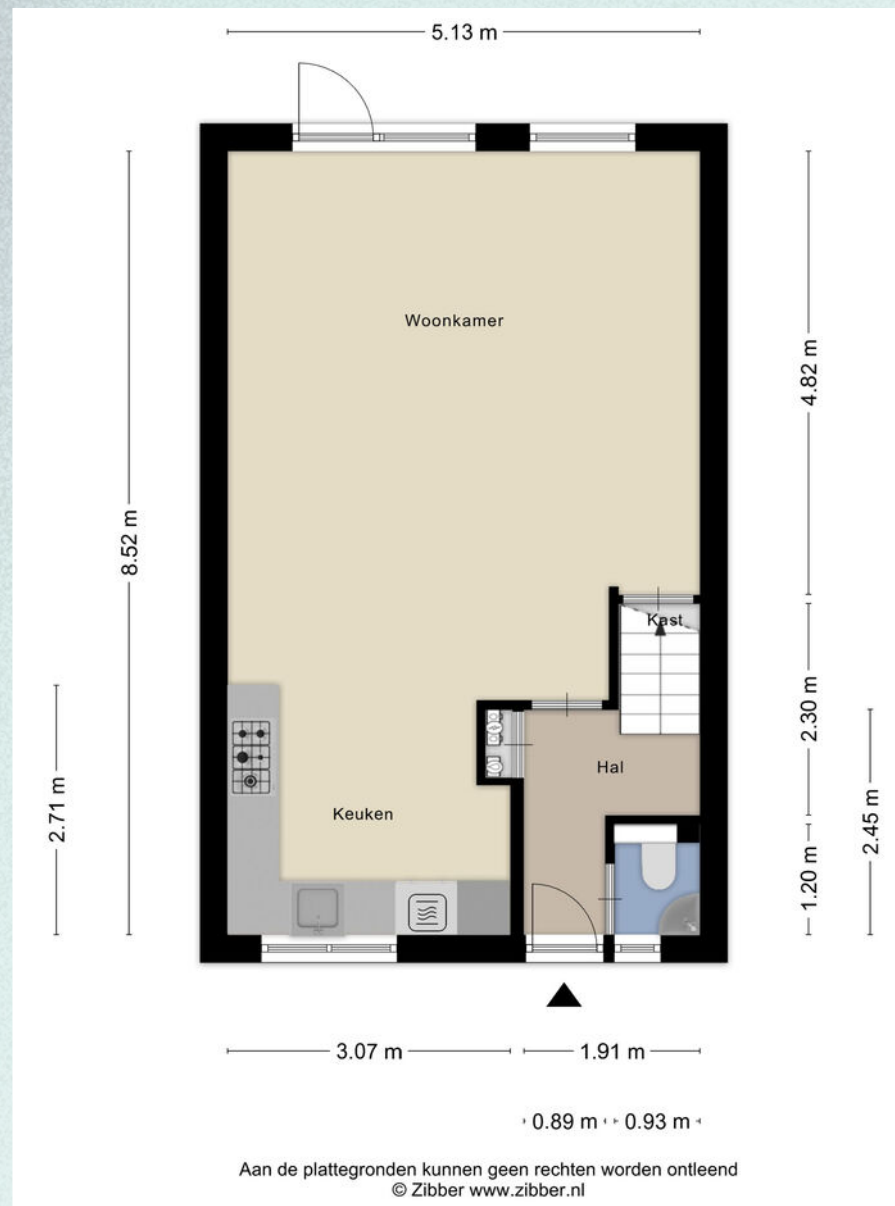 5.13 m
Woonkamer
4.82 m
8.52 m
Kast
2.30 m
Hal
2.71 m
Keuken
2.45 m
1.20 m
3.07 m
1.91 m
0.89 m
0.93 m
Aan de plattegronden kunnen geen rechten worden ontleend
© Zibber www.zibber.nl